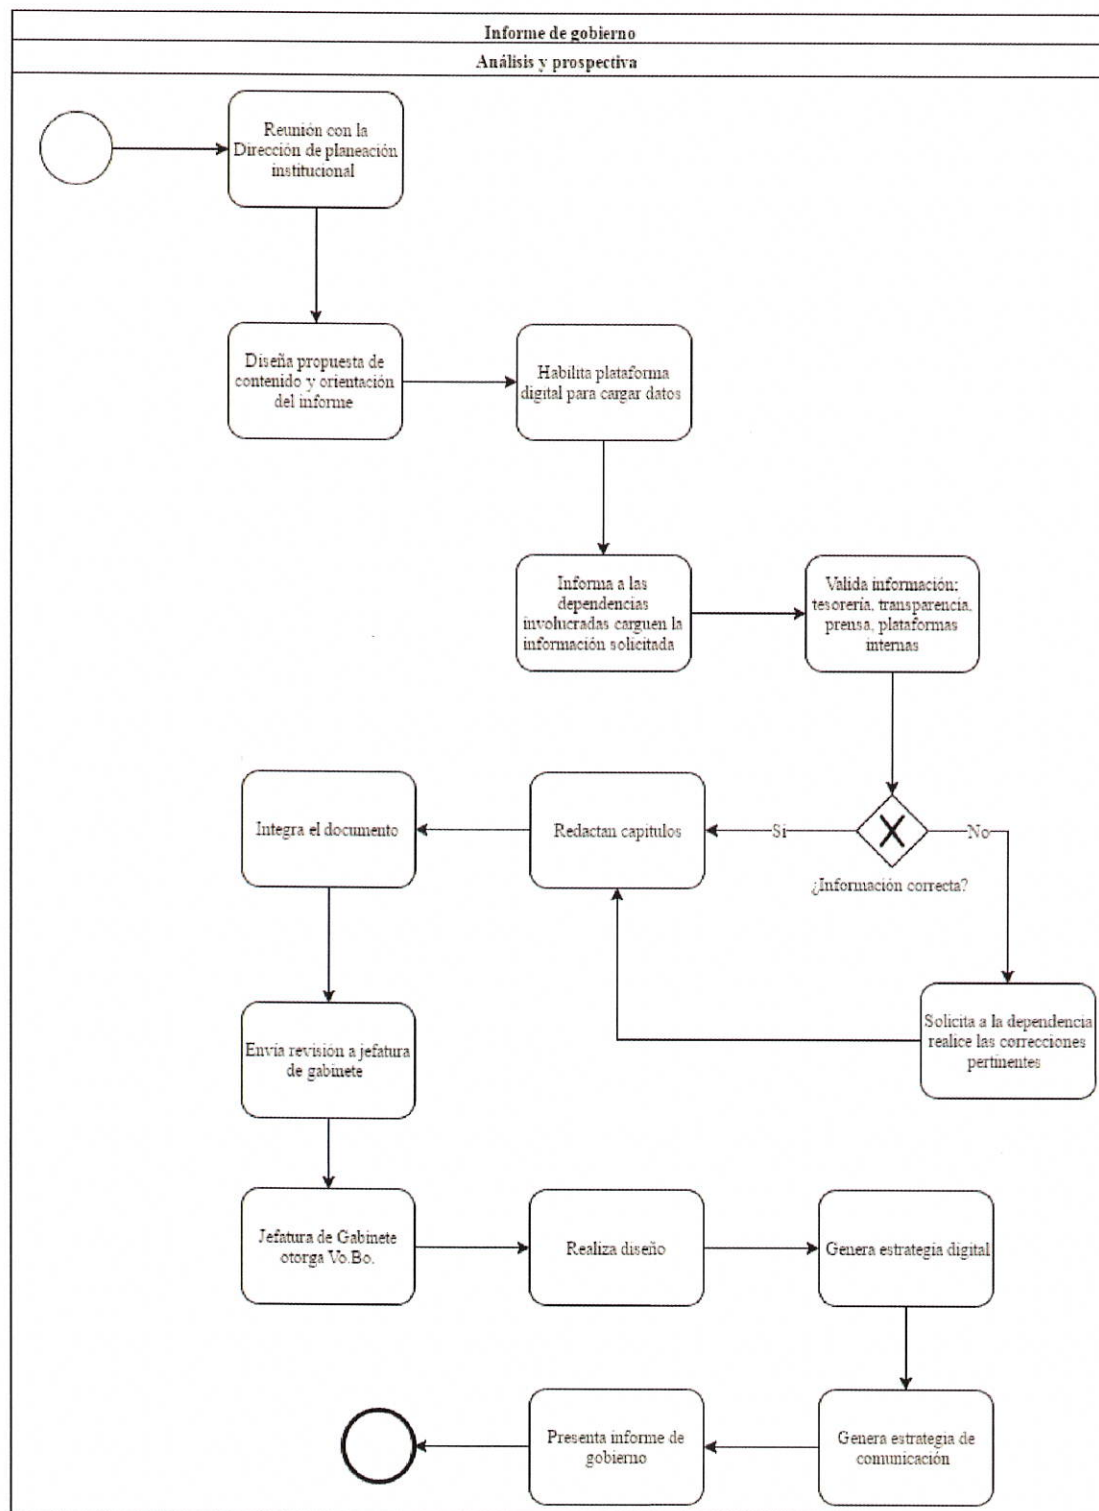 Informe de gobierno
Análisis y prospectiva
Reunión con la
Dirección de planeación
institucional
Diseña propuesta de
contenido y orientación
del informe
Habilita plataforma
digital para cargar datos
Informa a las
dependencias
involucradas carguen la
información solicitada
Valida información:
tesorería, transparencia,
prensa, plataformas
internas
Integra el documento
Redactan capitulos
Si
No
¿Información correcta?
Solicita a la dependencia
realice las correcciones
pertinentes
Envía revisión a jefatura
de gabinete
Jefatura de Gabinete
otorga Vo.Bo.
Realiza diseño
Genera estrategia digital
Presenta informe de
gobierno
Genera estrategia de
comunicación